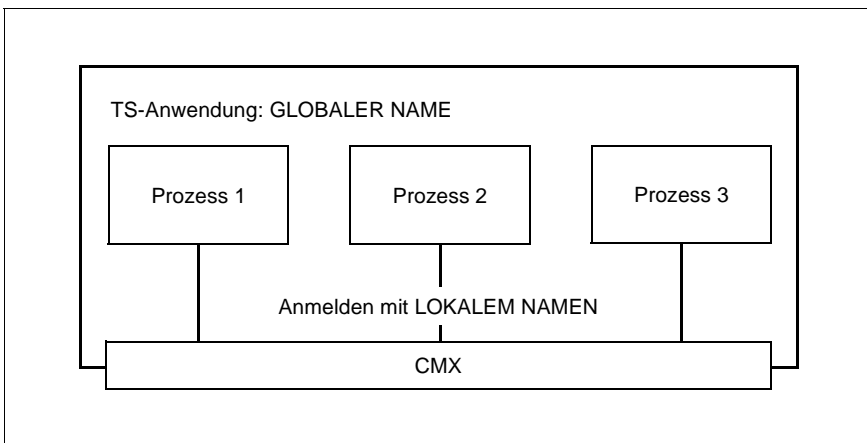 TS-Anwendung: GLOBALER NAME
Prozess 1
Prozess 2
Prozess 3
Anmelden mit LOKALEM NAMEN
CMX